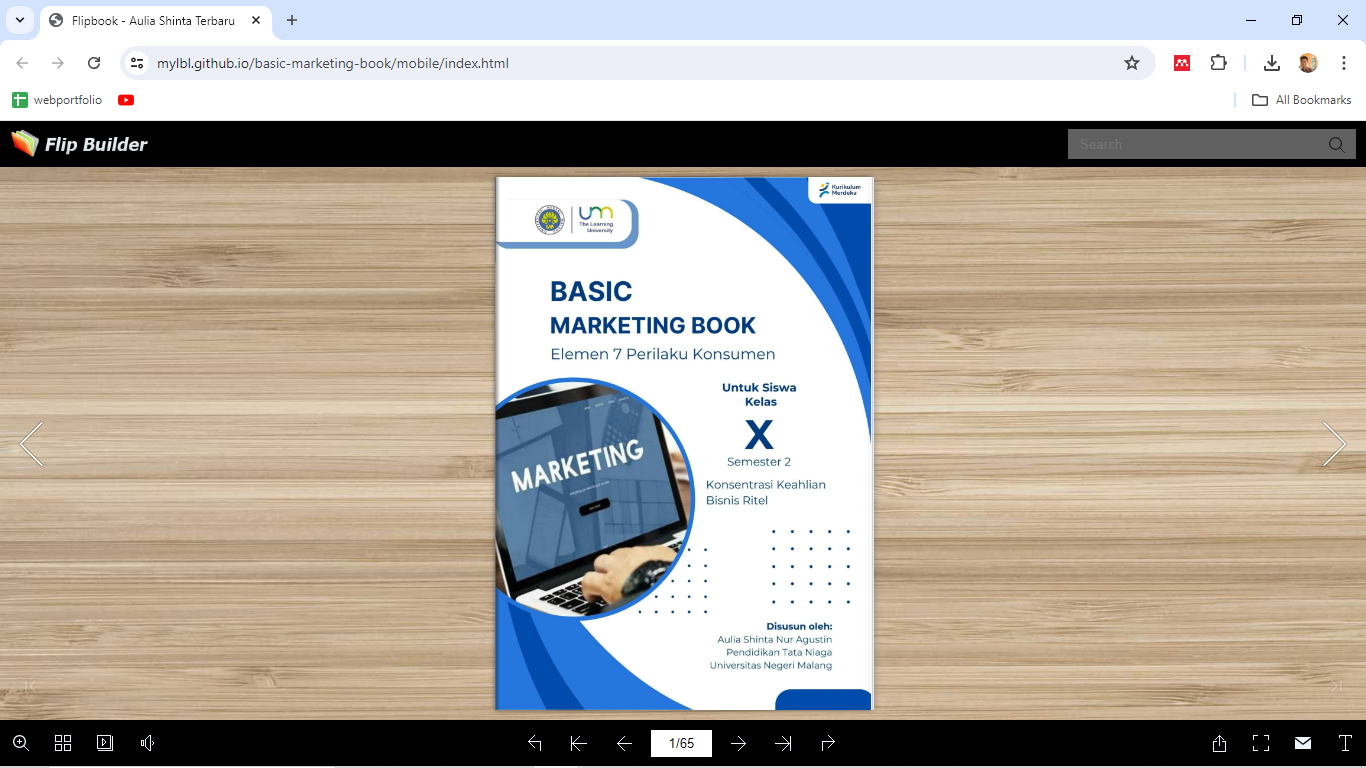 Flipbook - Aulia Shinta Terbaru
mylbl.github.io/basic-marketing-book/mobile/index.html
webportfolio
All Bookmarks
Flip Builder
Search
Kurikulum
Merdeka
um
The Learning
University
BASIC
MARKETING BOOK
Elemen 7 Perilaku Konsumen
Untuk Siswa
Kelas
X
Semester 2
Konsentrasi Keahlian
Bisnis Ritel
MARKETING
Disusun oleh:
Aulia Shinta Nur Agustin
Pendidikan Tata Niaga
Universitas Negeri Malang
1/65